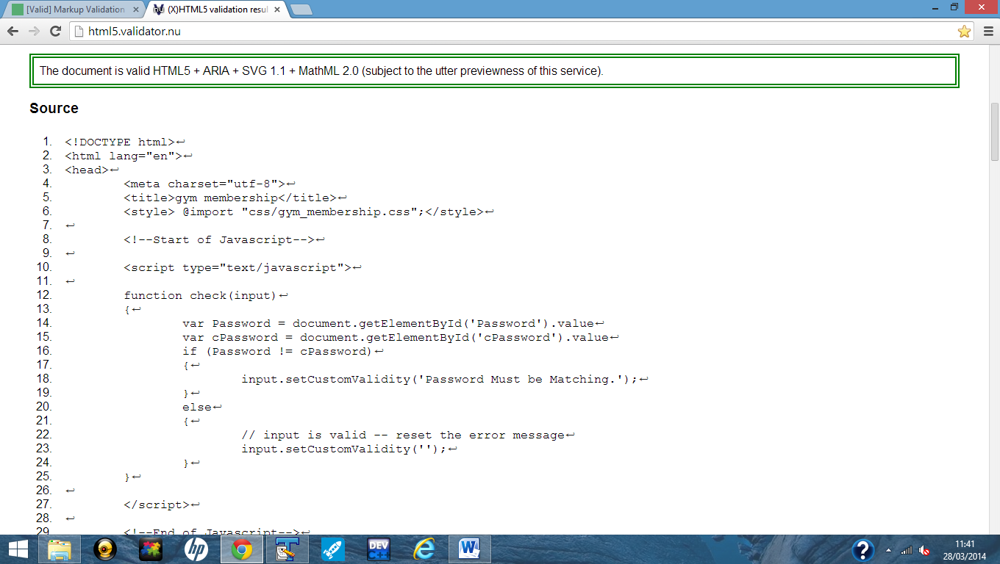 [Valid] Markup Validation
(X)HTML5 validation resul
html5.validator.nu
The document is valid HTML5 + ARIA + SVG 1.1 + MathML 2.0 (subject to the utter previewness of this service).
Source
1. <!DOCTYPE html>↩
2. <html lang="en">↩
3. <head>↩
4. <meta charset="utf-8">↩
5. <title>gym membership</title>↩
6. <style> @import "css/gym_membership.css";</style>↩
7. ↩
8. <!--Start of Javascript-->↩
9. ↩
10. <script type="text/javascript">↩
11. ↩
12. function check(input)↩
13. {↩
14. var Password = document.getElementById('Password').value↩
15. var cPassword = document.getElementById('cPassword').value↩
16. if (Password != cPassword)↩
17. {↩
18. input.setCustomValidity('Password Must be Matching.');↩
19. }↩
20. else↩
21. {↩
22. // input is valid -- reset the error message↩
23. input.setCustomValidity('');↩
24. }↩
25. }↩
26. ↩
27. </script>↩
28. ↩
29. <!--End of Javascript-->↩
hp
DEV
C++
W
?
11:41
28/03/2014